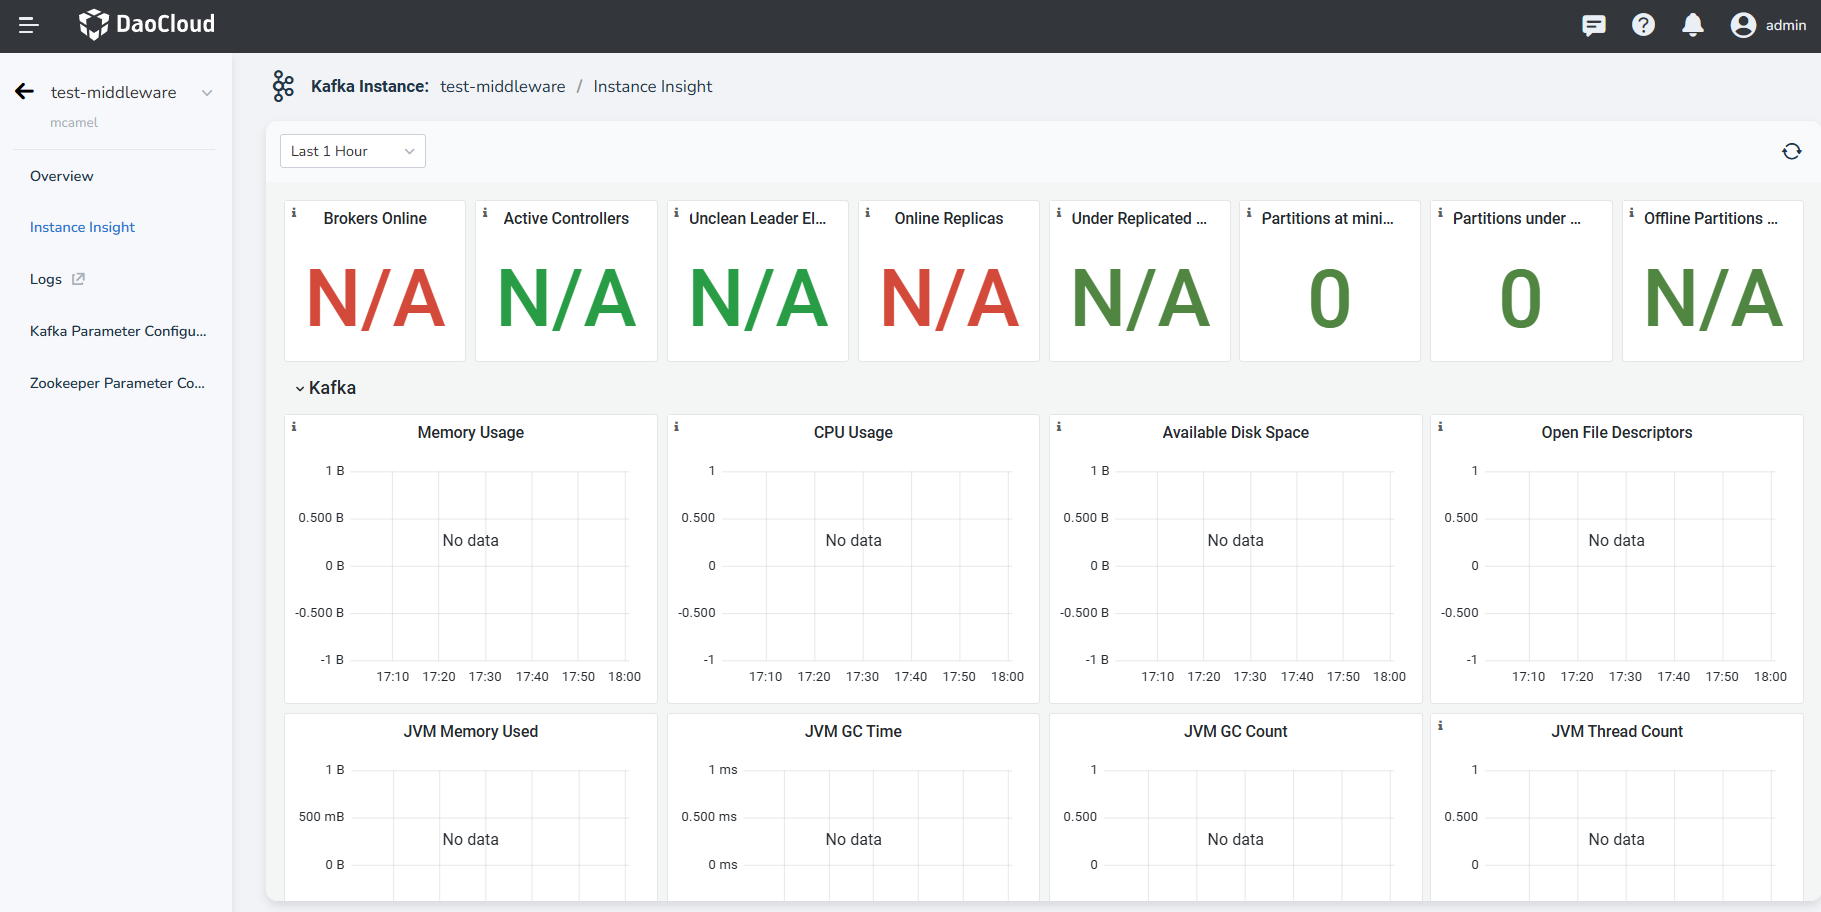 DaoCloud
admin
test-middleware
mcamel
Overview
Instance Insight
Logs
Kafka Parameter Configu...
Zookeeper Parameter Co...
Kafka Instance: test-middleware / Instance Insight
Last 1 Hour
Brokers Online
N/A
Active Controllers
N/A
Unclean Leader El...
N/A
Online Replicas
N/A
Under Replicated ...
N/A
Partitions at mini...
0
Partitions under ...
0
Offline Partitions ...
N/A
Kafka
Memory Usage
1 B
0.500 B
No data
0 B
-0.500 B
-1 B
17:10 17:20 17:30 17:40 17:50 18:00
CPU Usage
1
0.500
No data
0
-0.500
-1
17:10 17:20 17:30 17:40 17:50 18:00
Available Disk Space
1 B
0.500 B
No data
0 B
-0.500 B
-1 B
17:10 17:20 17:30 17:40 17:50 18:00
Open File Descriptors
1
0.500
No data
0
-0.500
-1
17:10 17:20 17:30 17:40 17:50 18:00
JVM Memory Used
1 B
500 mB
No data
0 B
JVM GC Time
1 ms
0.500 ms
No data
0 ms
JVM GC Count
1
0.500
No data
0
JVM Thread Count
1
0.500
No data
0